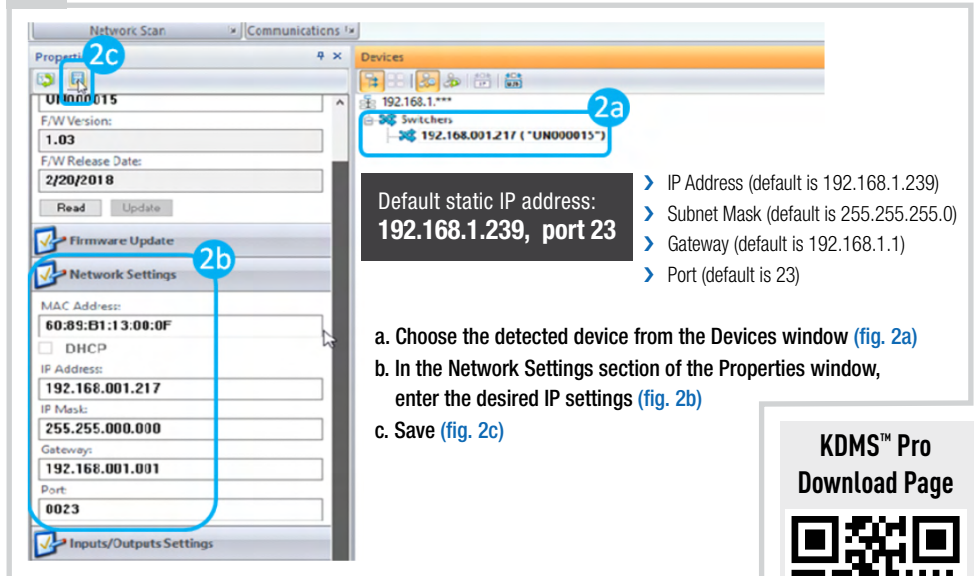 Network Scan
Communications
2c
Devices
UN000015
F/W Version:
1.03
F/W Release Date:
2/20/2018
Read Update
Firmware Update
2b
Network Settings
MAC Address:
60:89:B1:13:00:0F
DHCP
IP Address:
192.168.001.217
IP Mask:
255.255.000.000
Gateway:
192.168.001.001
Port:
0023
Inputs/Outputs Settings
192.168.1.***
2a
Switchers
192.168.001.217 ( "UN000015")
Default static IP address:
192.168.1.239, port 23
› IP Address (default is 192.168.1.239)
› Subnet Mask (default is 255.255.255.0)
› Gateway (default is 192.168.1.1)
› Port (default is 23)
a. Choose the detected device from the Devices window (fig. 2a)
b. In the Network Settings section of the Properties window,
enter the desired IP settings (fig. 2b)
c. Save (fig. 2c)
KDMS™ Pro
Download Page